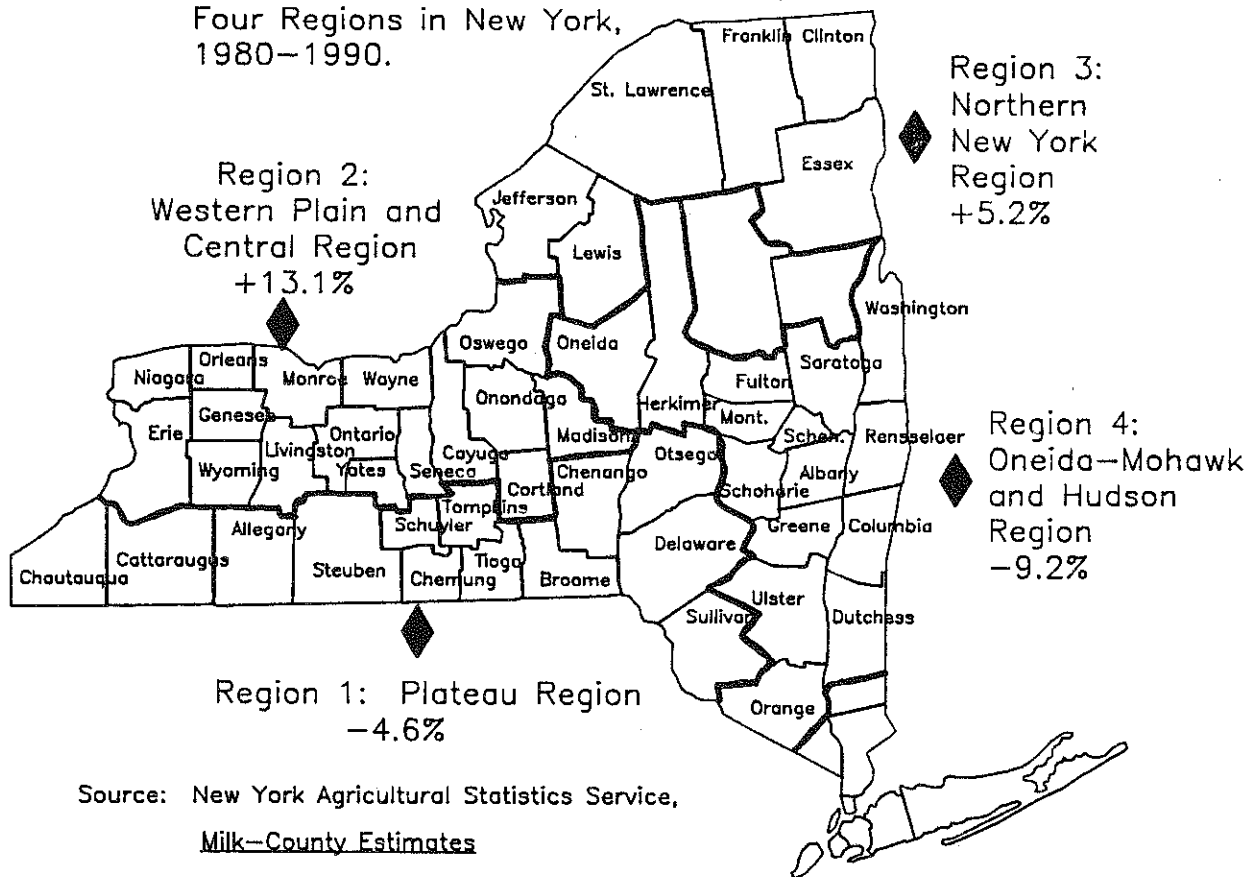 Four Regions in New York,
1980–1990.
Region 3:
Northern
New York
Region
+5.2%
Region 2:
Western Plain and
Central Region
+13.1%
Region 4:
Oneida–Mohawk
and Hudson
Region
-9.2%
Region 1: Plateau Region
-4.6%
Franklin
Clinton
St. Lawrence
Essex
Jefferson
Lewis
Washington
Oswego
Oneida
Saratoga
Orleans
Niagara
Monroe
Wayne
Fulton
Onondaga
Herkimer
Genesee
Mont.
Erie
Ontario
Madison
Schen.
Rensselaer
Livingston
Cayuga
Otsego
Wyoming
Yates
Seneca
Chenango
Albany
Cortland
Schoharie
Tompkins
Allegany
Schuyler
Greene
Columbia
Delaware
Cattaraugus
Steuben
Tioga
Chautauqua
Chemung
Broome
Ulster
Sullivan
Dutchess
Orange
Source: New York Agricultural Statistics Service,
Milk–County Estimates